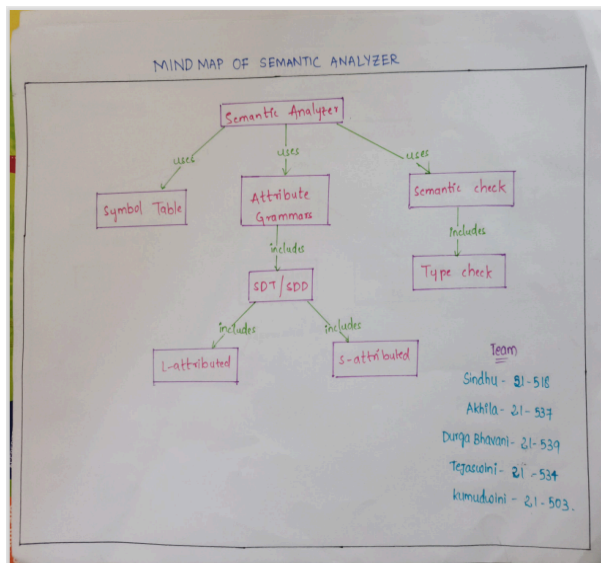 MIND MAP OF SEMANTIC ANALYZER
Semantic Analyzer
uses
uses
uses
Symbol Table
Attribute
Grammars
Semantic check
includes
includes
SDT/SDD
Type check
includes
includes
L-attributed
S-attributed
Team
Sindhu - 21-518
Akhila - 21-537
Durga Bhavani - 21-539
Tejaswini - 21-534
kumudwini - 21-503.